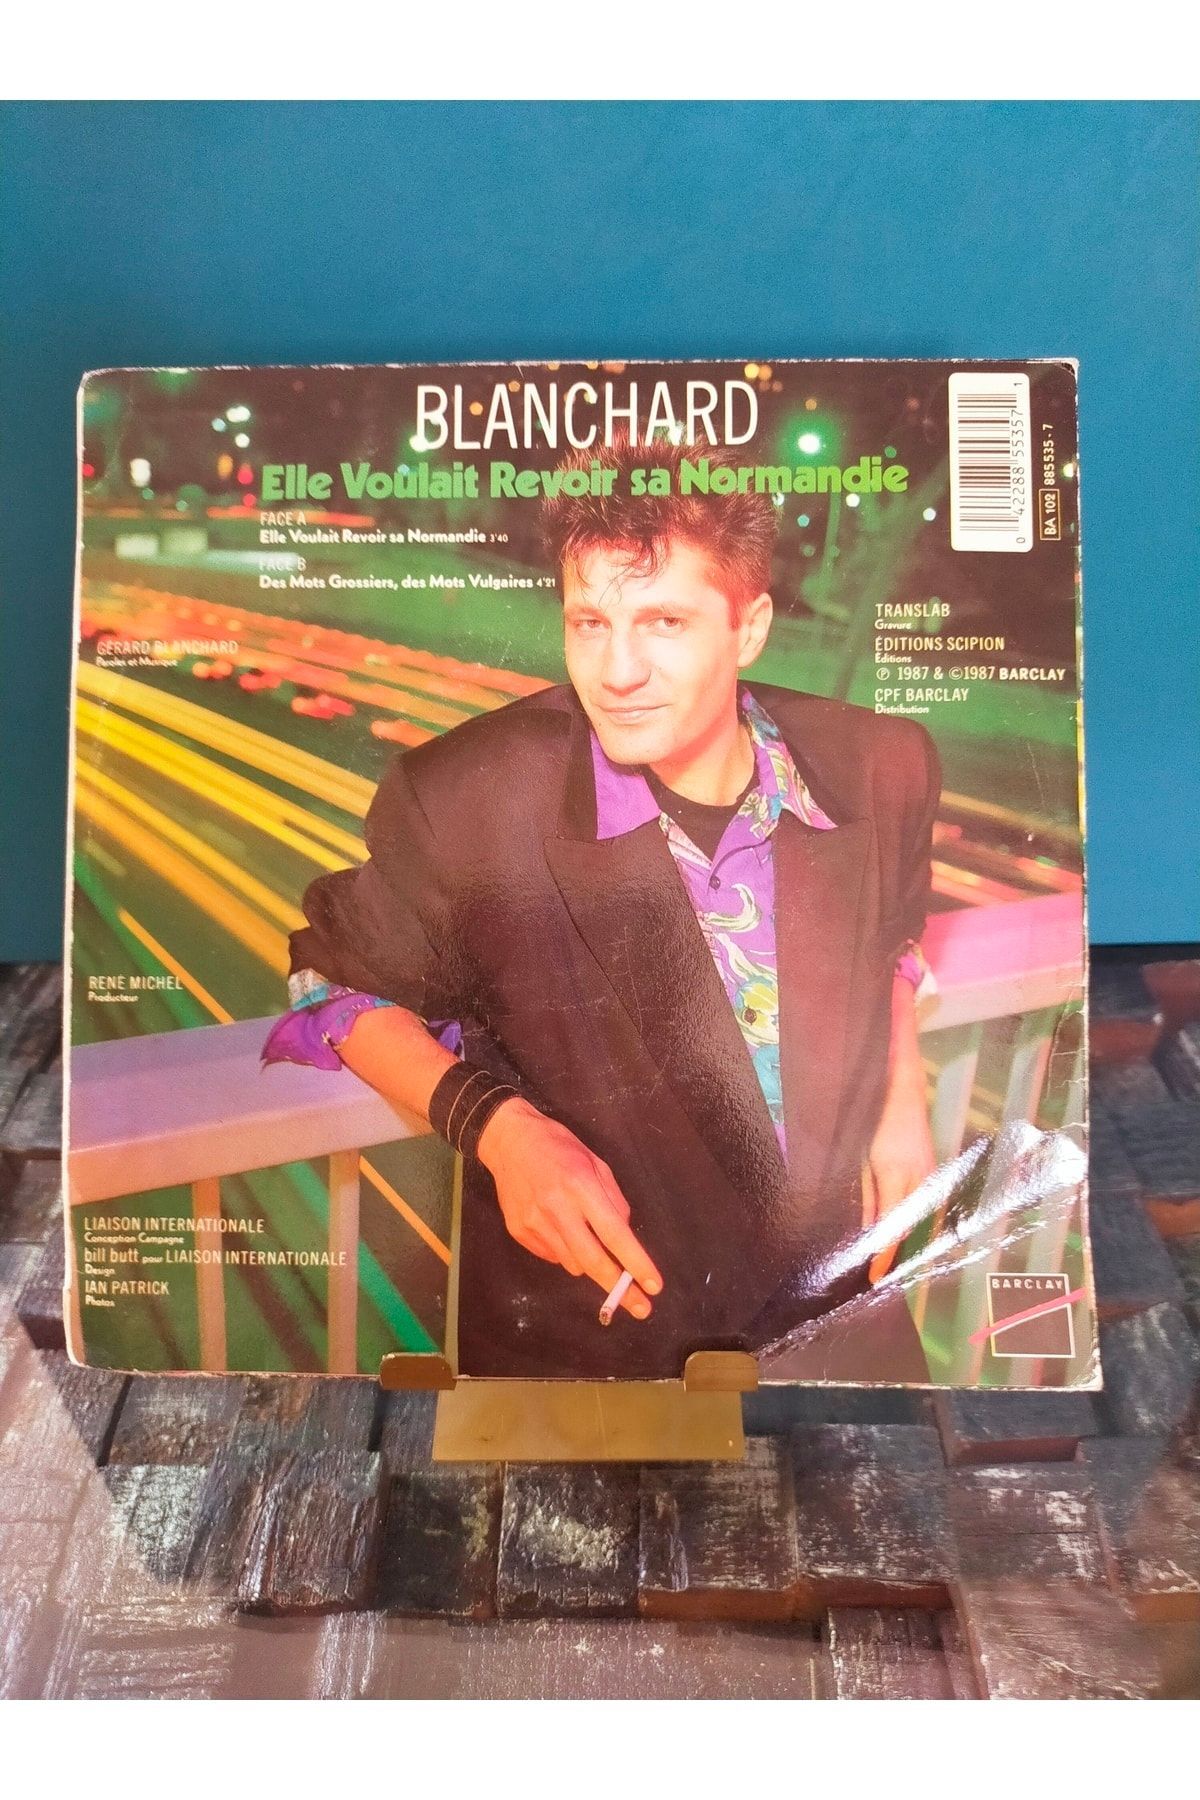 BLANCHARD
Elle Voulait Revoir sa Normandie
FACE A
Elle Voulait Revoir sa Normandie 3'40
FACE B
Des Mots Grossiers, des Mots Vulgaires 4'21
GÉRARD BLANCHARD
Paroles et Musique
RENÉ MICHEL
Producteur
LIAISON INTERNATIONALE
Conception Campagne
bill butt pour LIAISON INTERNATIONALE
Design
IAN PATRICK
Photos
0 42288 55357 1
BA 102 885535-7
TRANSLAB
Gravure
ÉDITIONS SCIPION
Éditions
℗ 1987 & ©1987 BARCLAY
CPF BARCLAY
Distribution
BARCLAY